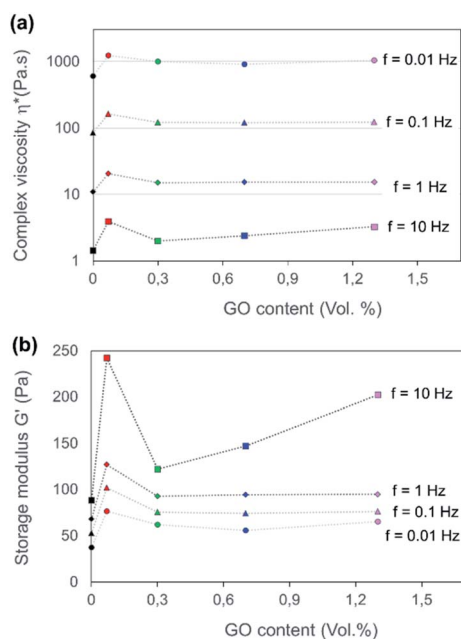 (a)
Complex viscosity η*(Pa.s)
1000
100
10
1
f = 0.01 Hz
f = 0.1 Hz
f = 1 Hz
f = 10 Hz
0 0,3 0,6 0,9 1,2 1,5
GO content (Vol. %)
(b)
Storage modulus G' (Pa)
250
200
150
100
50
0
f = 10 Hz
f = 1 Hz
f = 0.1 Hz
f = 0.01 Hz
0 0,3 0,6 0,9 1,2 1,5
GO content (Vol.%)